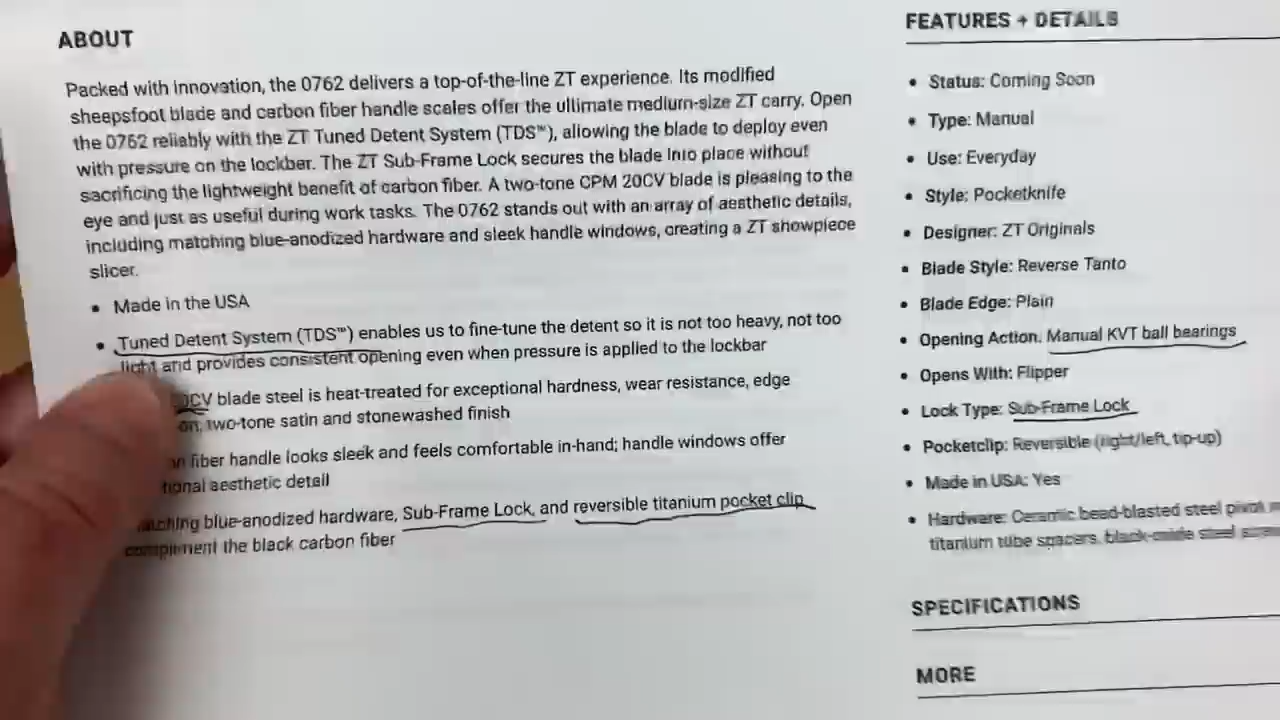 ABOUT
Packed with innovation, the 0762 delivers a top-of-the-line ZT experience. Its modified
sheepsfoot blade and carbon fiber handle scales offer the ultimate medium-size ZT carry. Open
the 0762 reliably with the ZT Tuned Detent System (TDS™), allowing the blade to deploy even
with pressure on the lockbar. The ZT Sub-Frame Lock secures the blade into place without
sacrificing the lightweight benefit of carbon fiber. A two-tone CPM 20CV blade is pleasing to the
eye and just as useful during work tasks. The 0762 stands out with an array of aesthetic details,
including matching blue-anodized hardware and sleek handle windows, creating a ZT showpiece
slicer.
• Made in the USA
• Tuned Detent System (TDS™) enables us to fine-tune the detent so it is not too heavy, not too
light and provides consistent opening even when pressure is applied to the lockbar
blade steel is heat-treated for exceptional hardness, wear resistance, edge
two-tone satin and stonewashed finish
fiber handle looks sleek and feels comfortable in-hand; handle windows offer
aesthetic detail
blue-anodized hardware, Sub-Frame Lock, and reversible titanium pocket clip
complement the black carbon fiber
FEATURES + DETAILS
• Status: Coming Soon
• Type: Manual
• Use: Everyday
• Style: Pocketknife
• Designer: ZT Originals
• Blade Style: Reverse Tanto
• Blade Edge: Plain
• Opening Action: Manual KVT ball bearings
• Opens With: Flipper
• Lock Type: Sub-Frame Lock
• Pocketclip: Reversible (right/left, tip-up)
• Made in USA: Yes
• Hardware: Ceramic bead-blasted steel pivot
titanium tube spacers, black-oxide steel
SPECIFICATIONS
MORE